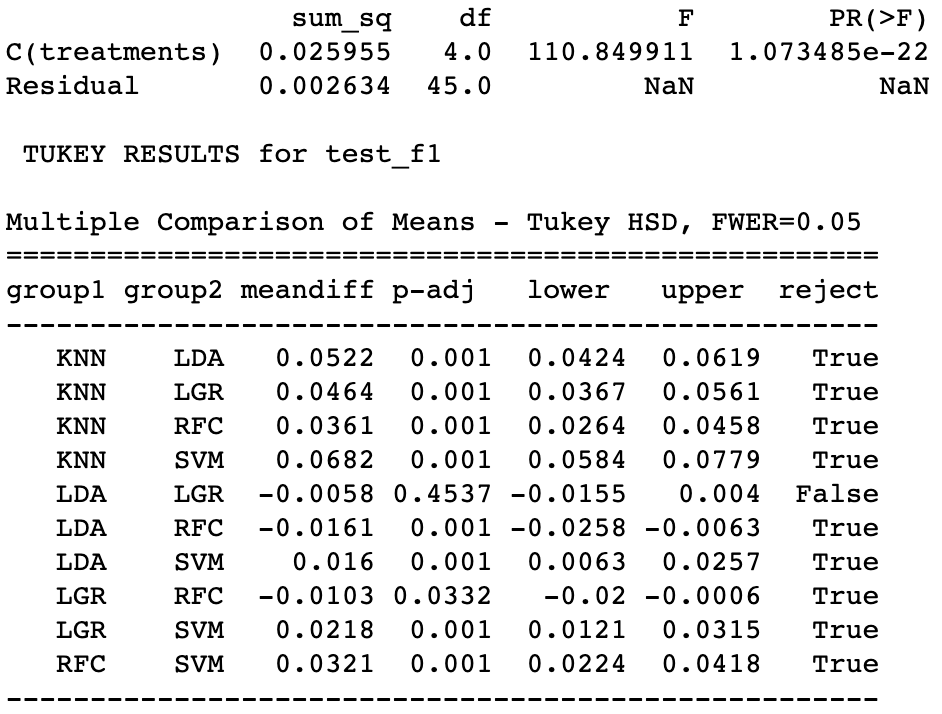 sum_sq    df           F        PR(>F)
C(treatments)  0.025955   4.0  110.849911  1.073485e-22
Residual       0.002634  45.0         NaN           NaN
TUKEY RESULTS for test_f1
Multiple Comparison of Means - Tukey HSD, FWER=0.05
====================================================
group1 group2 meandiff p-adj   lower   upper  reject
----------------------------------------------------
   KNN    LDA   0.0522  0.001  0.0424  0.0619   True
   KNN    LGR   0.0464  0.001  0.0367  0.0561   True
   KNN    RFC   0.0361  0.001  0.0264  0.0458   True
   KNN    SVM   0.0682  0.001  0.0584  0.0779   True
   LDA    LGR  -0.0058 0.4537 -0.0155   0.004  False
   LDA    RFC  -0.0161  0.001 -0.0258 -0.0063   True
   LDA    SVM    0.016  0.001  0.0063  0.0257   True
   LGR    RFC  -0.0103 0.0332   -0.02 -0.0006   True
   LGR    SVM   0.0218  0.001  0.0121  0.0315   True
   RFC    SVM   0.0321  0.001  0.0224  0.0418   True
----------------------------------------------------